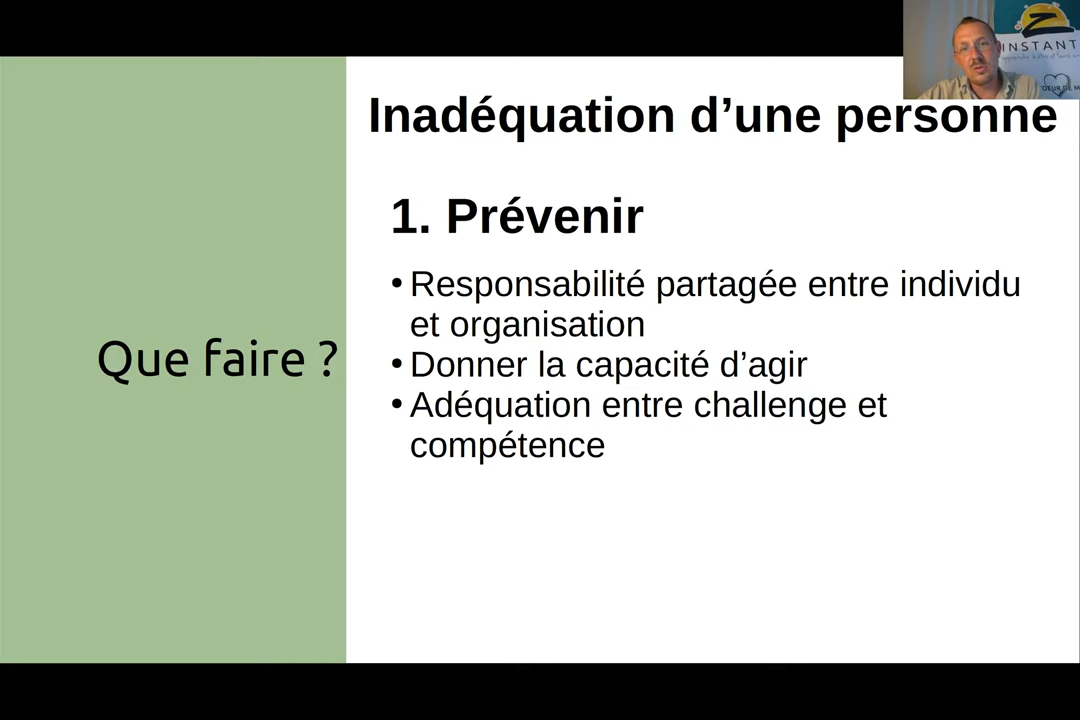 Z
INSTANT
Inadéquation d’une personne
1. Prévenir
• Responsabilité partagée entre individu
et organisation
• Donner la capacité d’agir
• Adéquation entre challenge et
compétence
Que faire ?